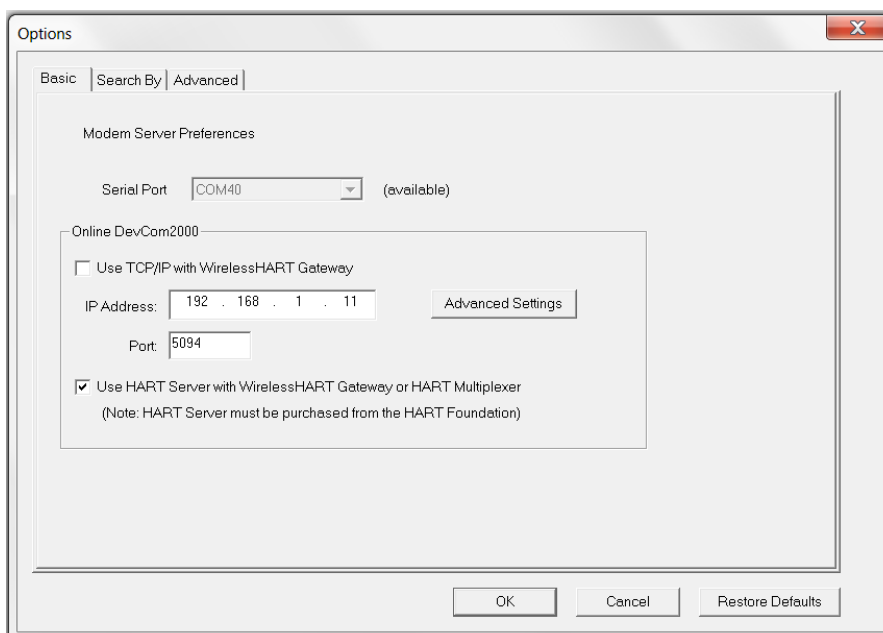 Options
Basic Search By Advanced
Modem Server Preferences
Serial Port COM40 (available)
Online DevCom2000
Use TCP/IP with WirelessHART Gateway
IP Address: 192 . 168 . 1 . 11 Advanced Settings
Port: 5094
Use HART Server with WirelessHART Gateway or HART Multiplexer
(Note: HART Server must be purchased from the HART Foundation)
OK Cancel Restore Defaults